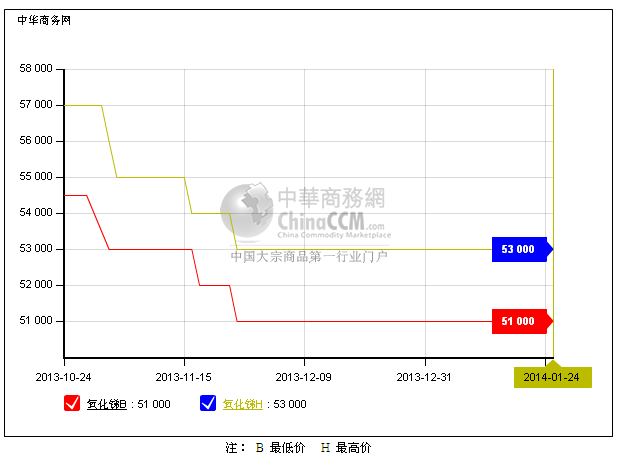 中华商务网
58 000
57 000
56 000
55 000
54 000
53 000
52 000
51 000
中華商務網
ChinaCCM.com
China Commodity Marketplace
中国大宗商品第一行业门户
53 000
51 000
2013-10-24 2013-11-15 2013-12-09 2013-12-31 2014-01-24
氧化锑B : 51 000 氧化锑H : 53 000
注： B 最低价 H 最高价